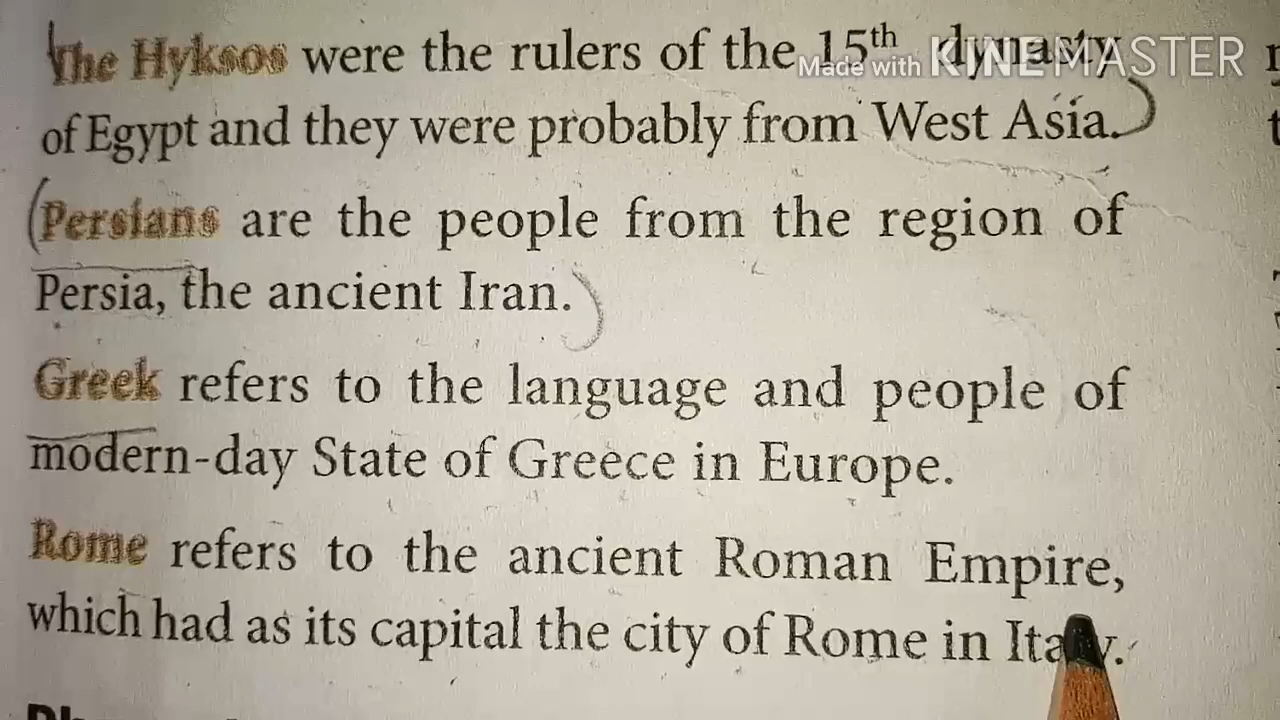 The Hyksos were the rulers of the 15th dynasty
Made with KINEMASTER
of Egypt and they were probably from West Asia.
Persians are the people from the region of
Persia, the ancient Iran.
Greek refers to the language and people of
modern-day State of Greece in Europe.
Rome refers to the ancient Roman Empire,
which had as its capital the city of Rome in Italy.